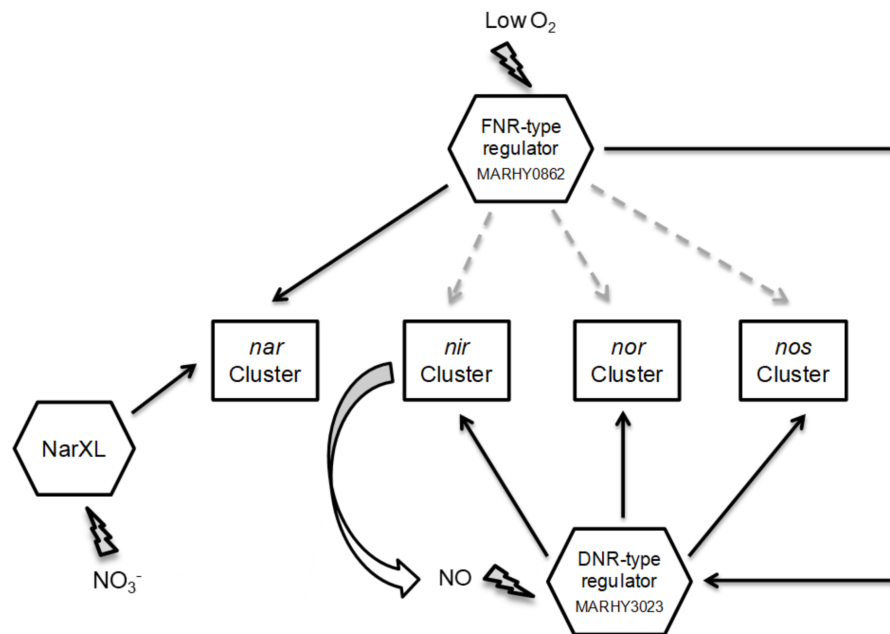 Low O₂
FNR-type
regulator
MARHY0862
nar
Cluster
nir
Cluster
nor
Cluster
nos
Cluster
NarXL
NO₃⁻
NO
DNR-type
regulator
MARHY3023